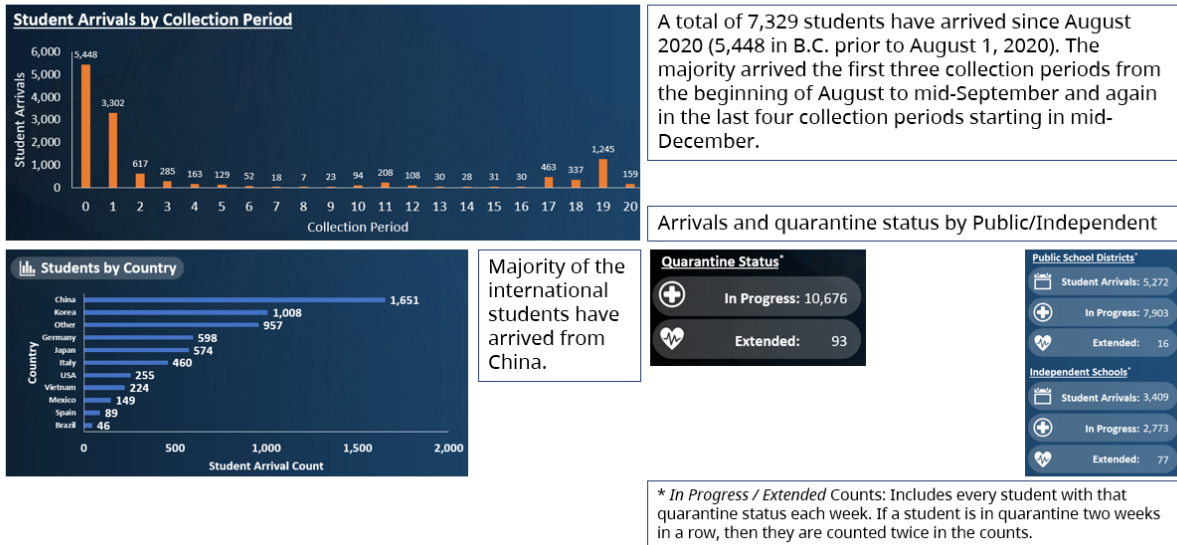 Student Arrivals by Collection Period
Student Arrivals
6,000
5,000
4,000
3,000
2,000
1,000
0
5,448
3,302
617
285
163
129
52
18
7
23
94
208
108
30
28
31
30
463
337
1,245
159
0 1 2 3 4 5 6 7 8 9 10 11 12 13 14 15 16 17 18 19 20
Collection Period
A total of 7,329 students have arrived since August
2020 (5,448 in B.C. prior to August 1, 2020). The
majority arrived the first three collection periods from
the beginning of August to mid-September and again
in the last four collection periods starting in mid-
December.
Arrivals and quarantine status by Public/Independent
Students by Country
Country
China 1,651
Korea 1,008
Other 957
Germany 598
Japan 574
Italy 460
USA 255
Vietnam 224
Mexico 149
Spain 89
Brazil 46
0 500 1,000 1,500 2,000
Student Arrival Count
Majority of the
international
students have
arrived from
China.
Quarantine Status*
In Progress: 10,676
Extended: 93
Public School Districts*
Student Arrivals: 5,272
In Progress: 7,903
Extended: 16
Independent Schools*
Student Arrivals: 3,409
In Progress: 2,773
Extended: 77
* In Progress / Extended Counts: Includes every student with that
quarantine status each week. If a student is in quarantine two weeks
in a row, then they are counted twice in the counts.